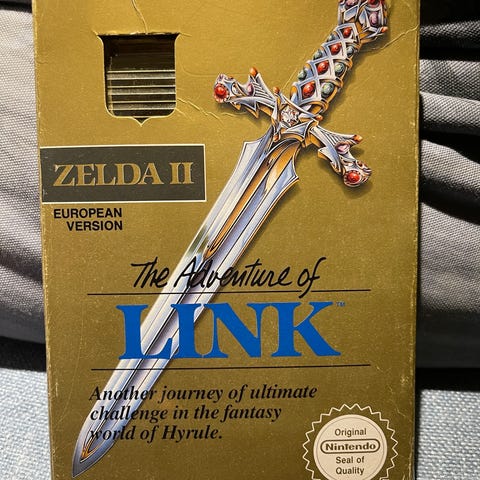 ZELDA II
EUROPEAN
VERSION
The Adventure of
LINK™
Another journey of ultimate
challenge in the fantasy
world of Hyrule.
Original
Nintendo
Seal of
Quality